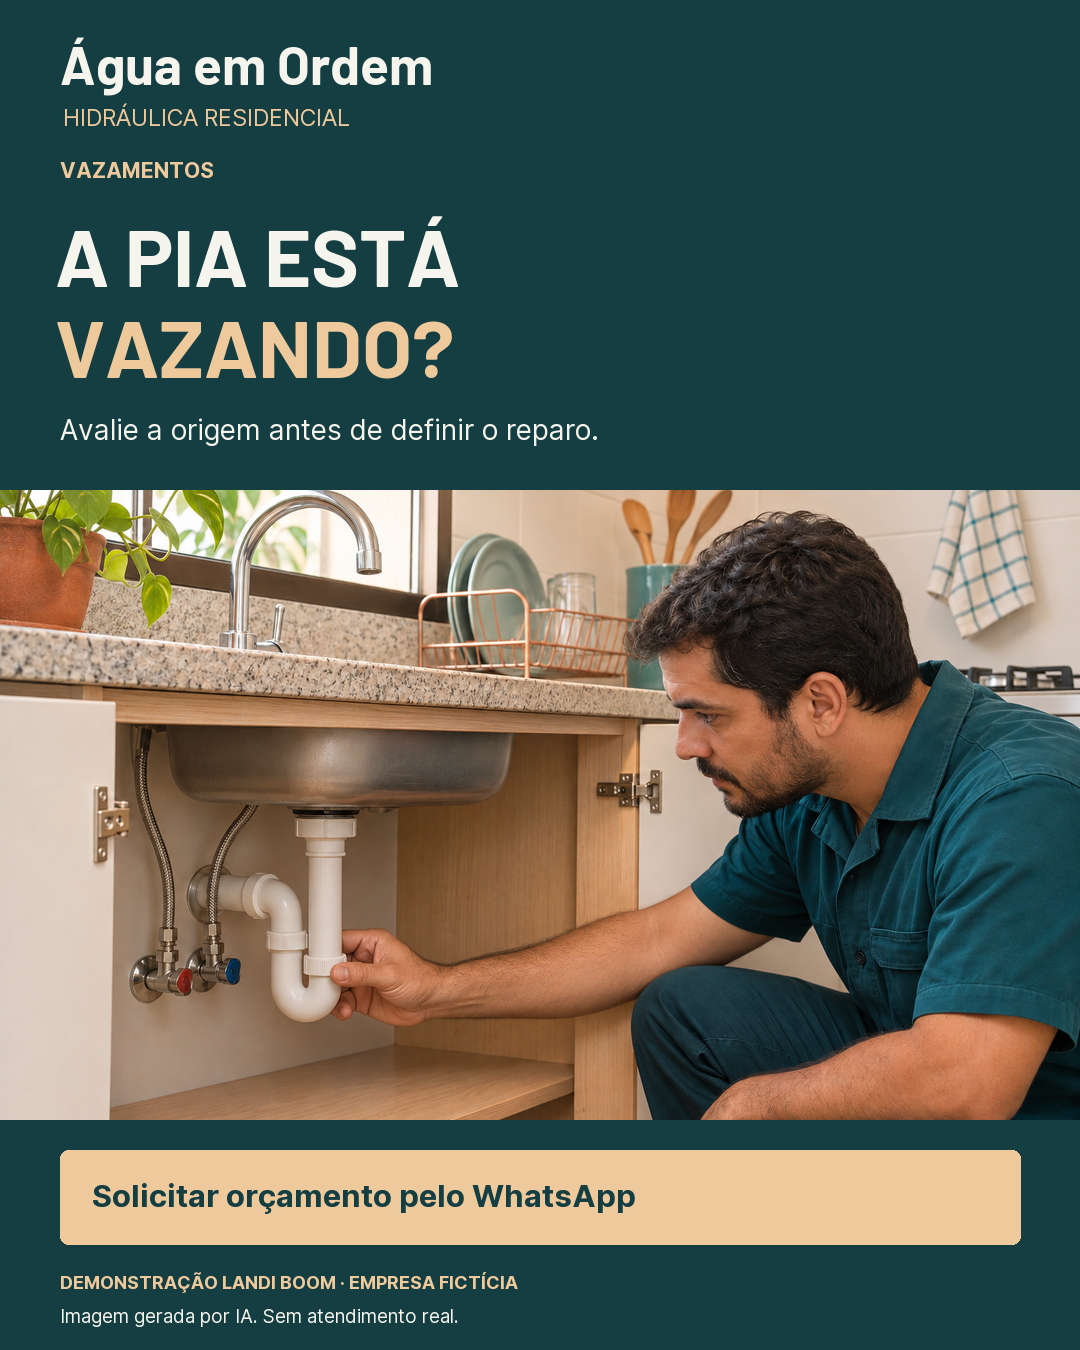 Água em Ordem
HIDRÁULICA RESIDENCIAL
VAZAMENTOS
A PIA ESTÁ
VAZANDO?
Avalie a origem antes de definir o reparo.
Solicitar orçamento pelo WhatsApp
DEMONSTRAÇÃO LANDI BOOM · EMPRESA FICTÍCIA
Imagem gerada por IA. Sem atendimento real.